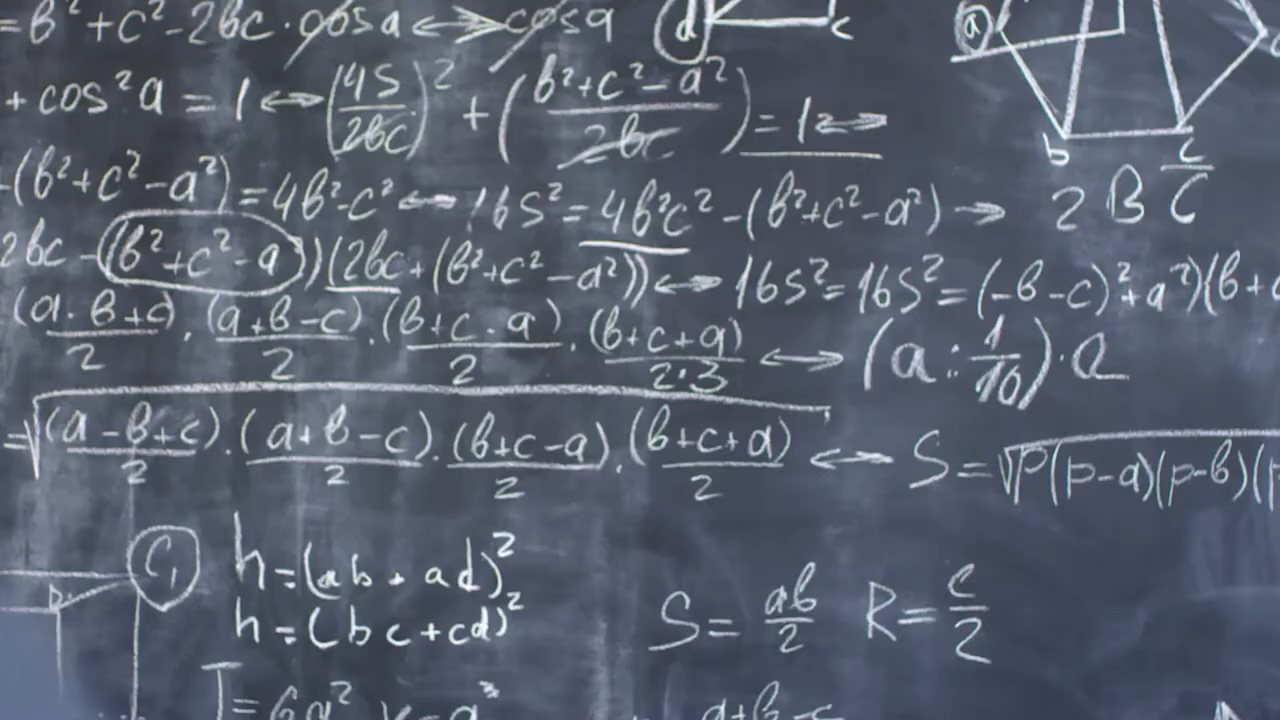 = b² + c² - 2bc · cos a ⟷ cos a
d
c
a
+ cos² a = 1 ⟷ (4S/2bc)² + (b² + c² - a²/2bc) = 1 ⟷
b
c
-(b² + c² - a²) = 4b² - c² ⟷ 16S² = 4b²c² - (b² + c² - a²) → 2 B c/C
2bc - (b² + c² - a))(2bc + (b² + c² - a²)) ⟷ 16S² = 16S² = (-b - c)² + a²)(b +
(a · b + c)/2 · (a + b - c)/2 · (b + c · a)/2 · (b + c + a)/2·3 ⟷ (a : 1/10) · a
= √(a - b + c)/2 · (a + b - c)/2 · (b + c - a)/2 · (b + c + a)/2 ⟷ S = √P(p - a)(p - b)(p
h = (ab + ad)²
h = (bc + cd)²
S = ab/2 R = c/2
= 6a² v = a³
a + b - c